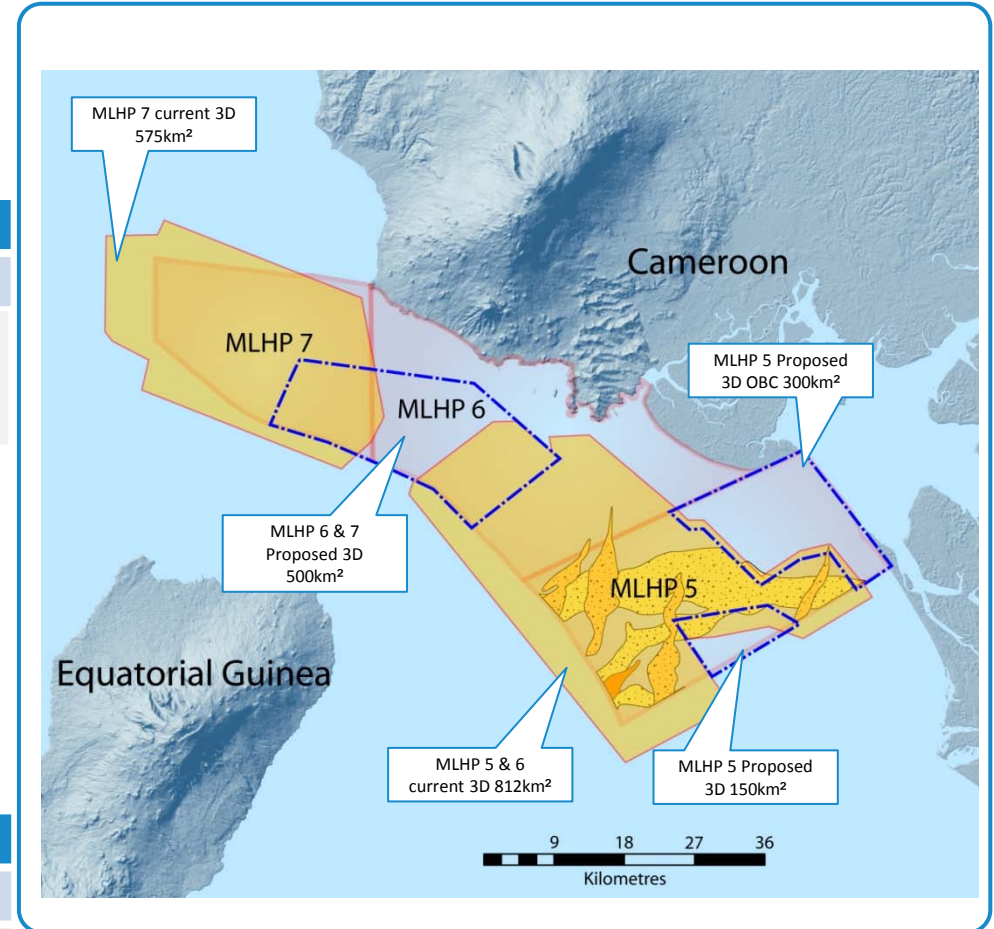 MLHP 7 current 3D
575km²
Cameroon
MLHP 7
MLHP 5 Proposed
3D OBC 300km²
MLHP 6
MLHP 6 & 7
Proposed 3D
500km²
MLHP 5
Equatorial Guinea
MLHP 5 & 6
current 3D 812km²
MLHP 5 Proposed
3D 150km²
9 18 27 36
Kilometres